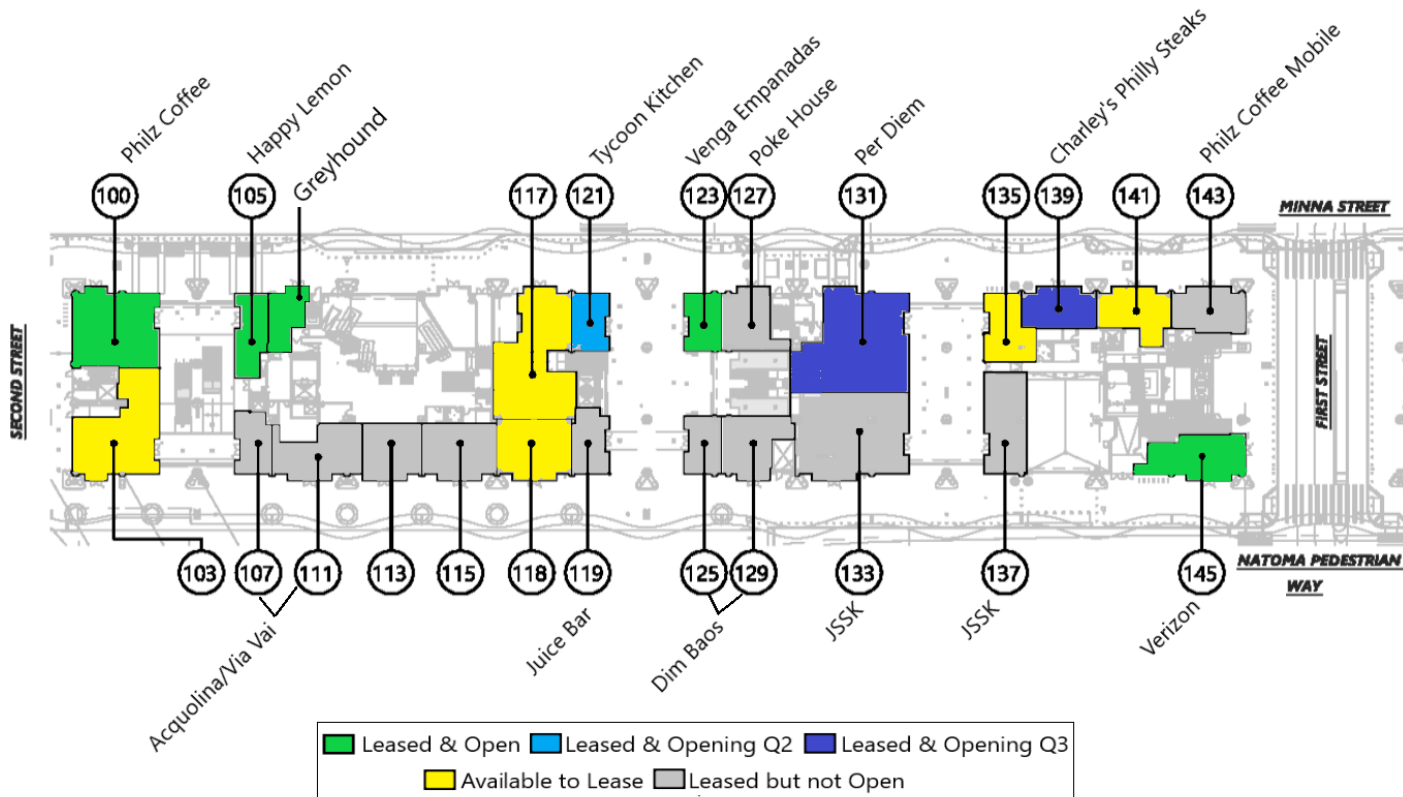 Philz Coffee
Happy Lemon
Greyhound
Tycoon Kitchen
Venga Empanadas
Poke House
Per Diem
Charley's Philly Steaks
Philz Coffee Mobile
100
105
117
121
123
127
131
135
139
141
143
MINNA STREET
SECOND STREET
FIRST STREET
103
107
111
113
115
118
119
125
129
133
137
145
NATOMA PEDESTRIAN
WAY
Acquolina/Via Vai
Juice Bar
Dim Baos
JSSK
JSSK
Verizon
Leased & Open
Leased & Opening Q2
Leased & Opening Q3
Available to Lease
Leased but not Open